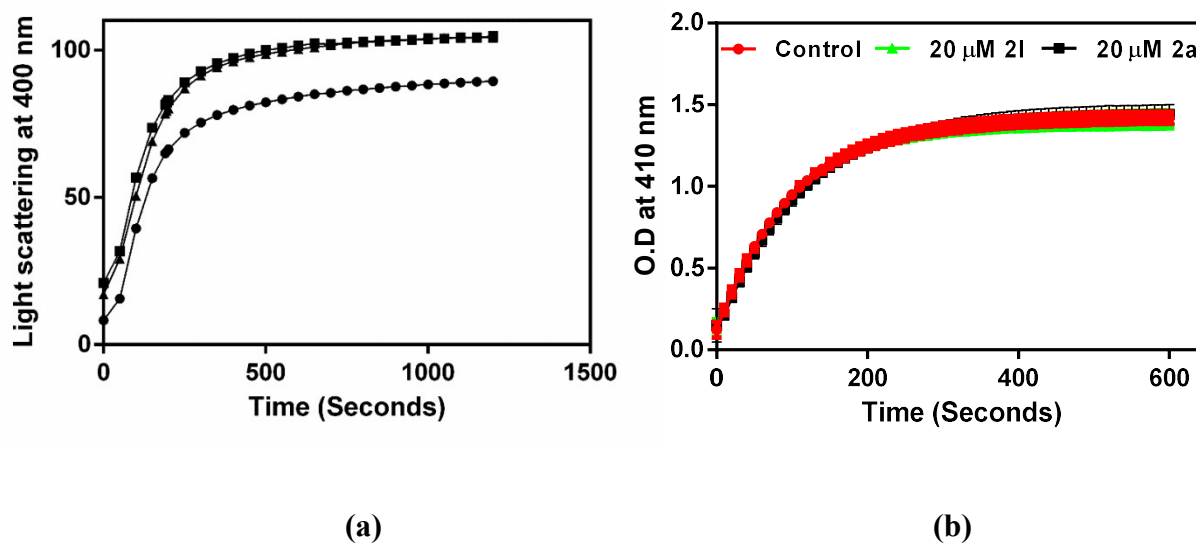 Light scattering at 400 nm
100
50
0
0 500 1000 1500
Time (Seconds)
(a)
O.D at 410 nm
2.0
1.5
1.0
0.5
0.0
Control 20 μM 2l 20 μM 2a
0 200 400 600
Time (Seconds)
(b)